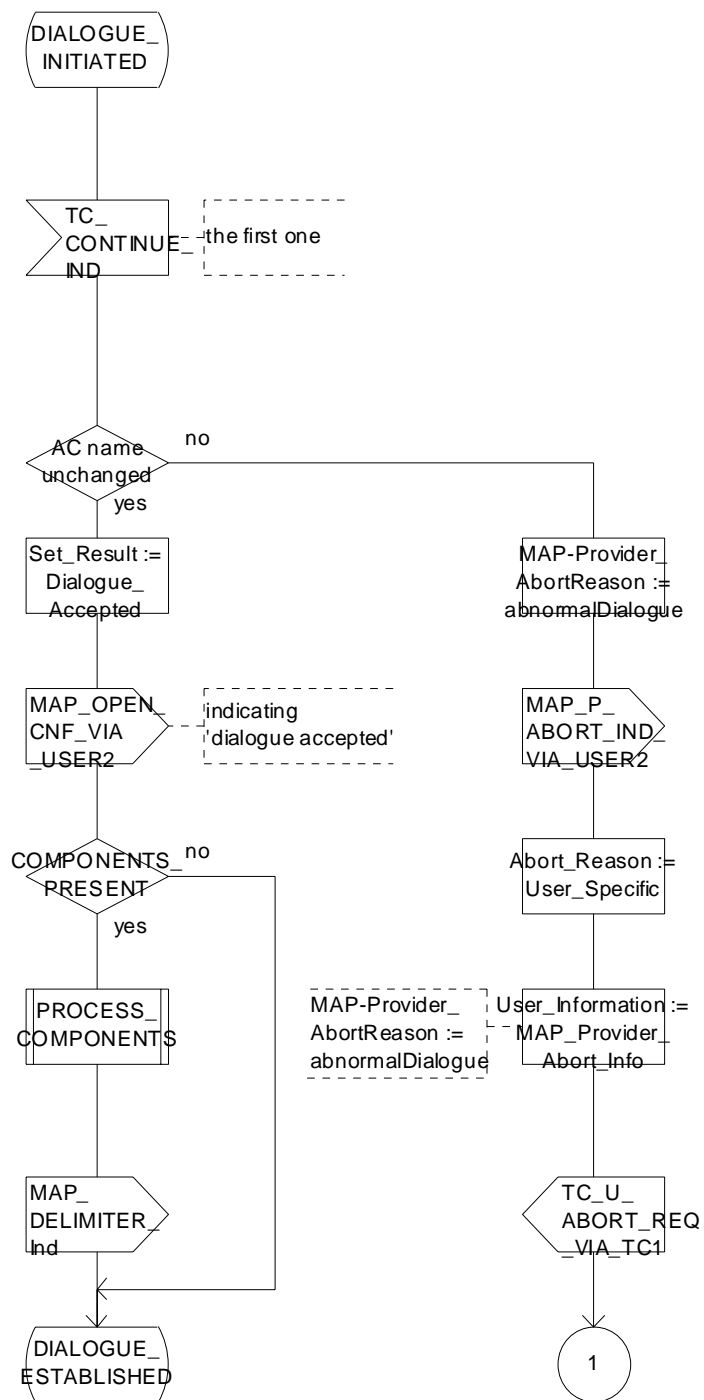 DIALOGUE_
INITIATED
TC_
CONTINUE_
IND
the first one
AC name
unchanged
no
yes
Set_Result :=
Dialogue_
Accepted
MAP-Provider_
AbortReason :=
abnormalDialogue
MAP_OPEN_
CNF_VIA
_USER2
indicating
'dialogue accepted'
MAP_P_
ABORT_IND_
VIA_USER2
COMPONENTS_
PRESENT
no
yes
Abort_Reason :=
User_Specific
PROCESS_
COMPONENTS
MAP-Provider_
AbortReason :=
abnormalDialogue
User_Information :=
MAP_Provider_
Abort_Info
MAP_
DELIMITER_
Ind
TC_U_
ABORT_REQ
_VIA_TC1
DIALOGUE_
ESTABLISHED
1